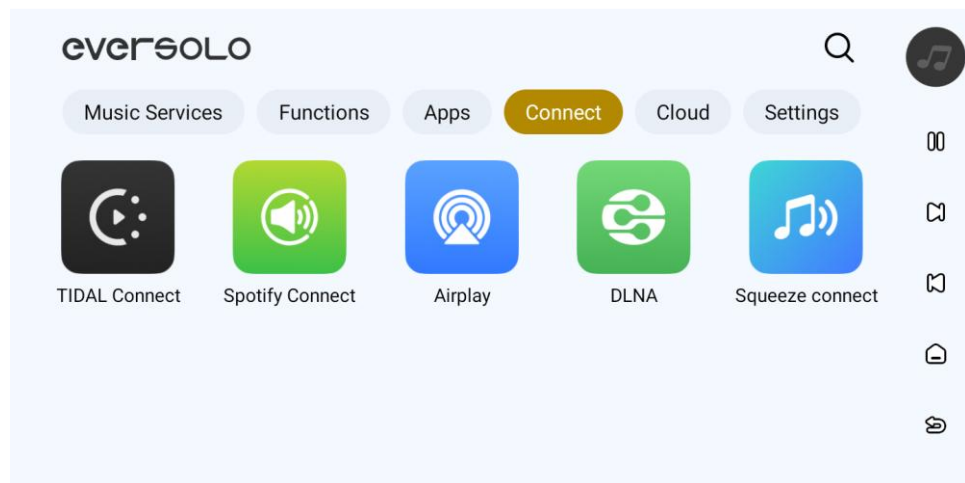 eversolo
Music Services Functions Apps Connect Cloud Settings
TIDAL Connect Spotify Connect Airplay DLNA Squeeze connect